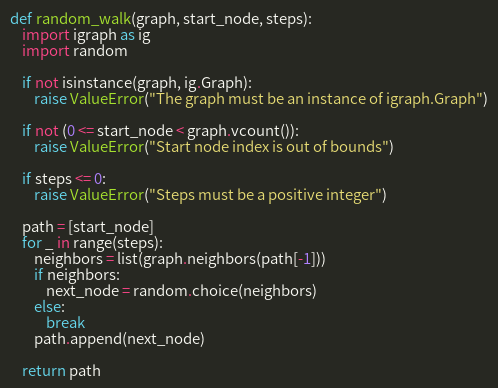 def random_walk(graph, start_node, steps):
    import igraph as ig
    import random

    if not isinstance(graph, ig.Graph):
        raise ValueError("The graph must be an instance of igraph.Graph")

    if not (0 <= start_node < graph.vcount()):
        raise ValueError("Start node index is out of bounds")

    if steps <= 0:
        raise ValueError("Steps must be a positive integer")

    path = [start_node]
    for _ in range(steps):
        neighbors = list(graph.neighbors(path[-1]))
        if neighbors:
            next_node = random.choice(neighbors)
        else:
            break
        path.append(next_node)

    return path